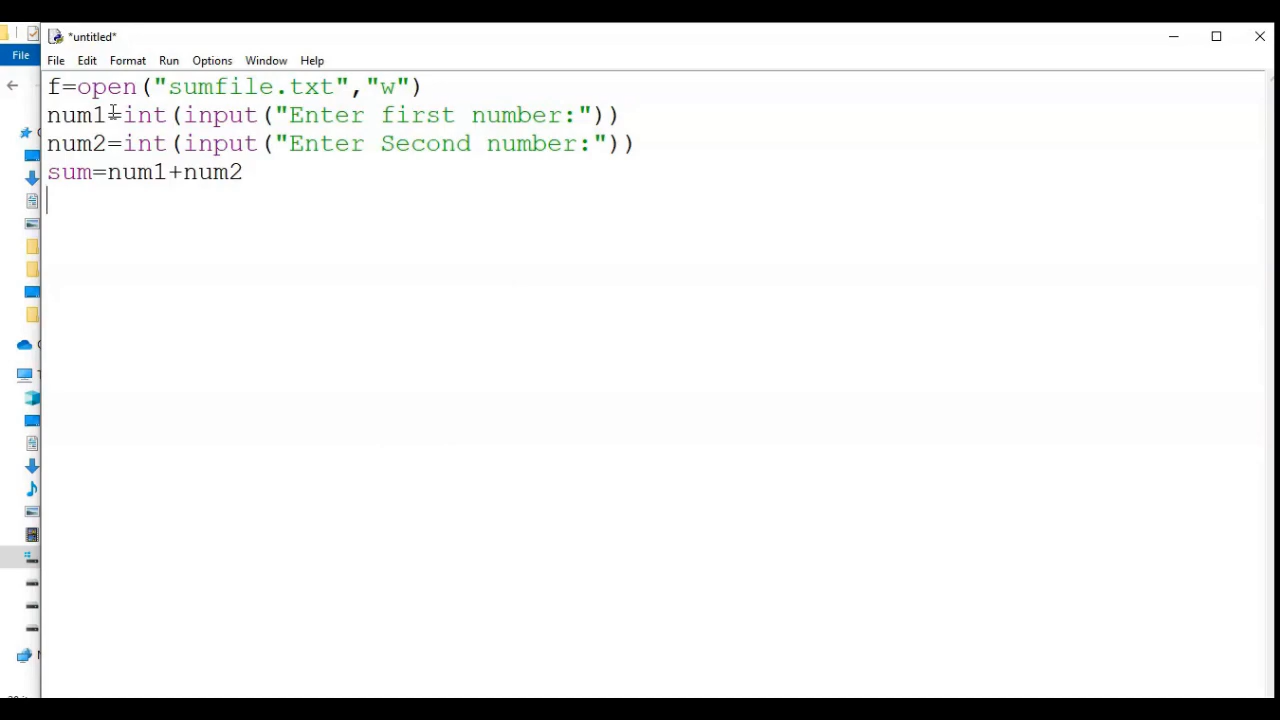 *untitled*
File
File Edit Format Run Options Window Help
f=open("sumfile.txt","w")
num1=int(input("Enter first number:"))
num2=int(input("Enter Second number:"))
sum=num1+num2